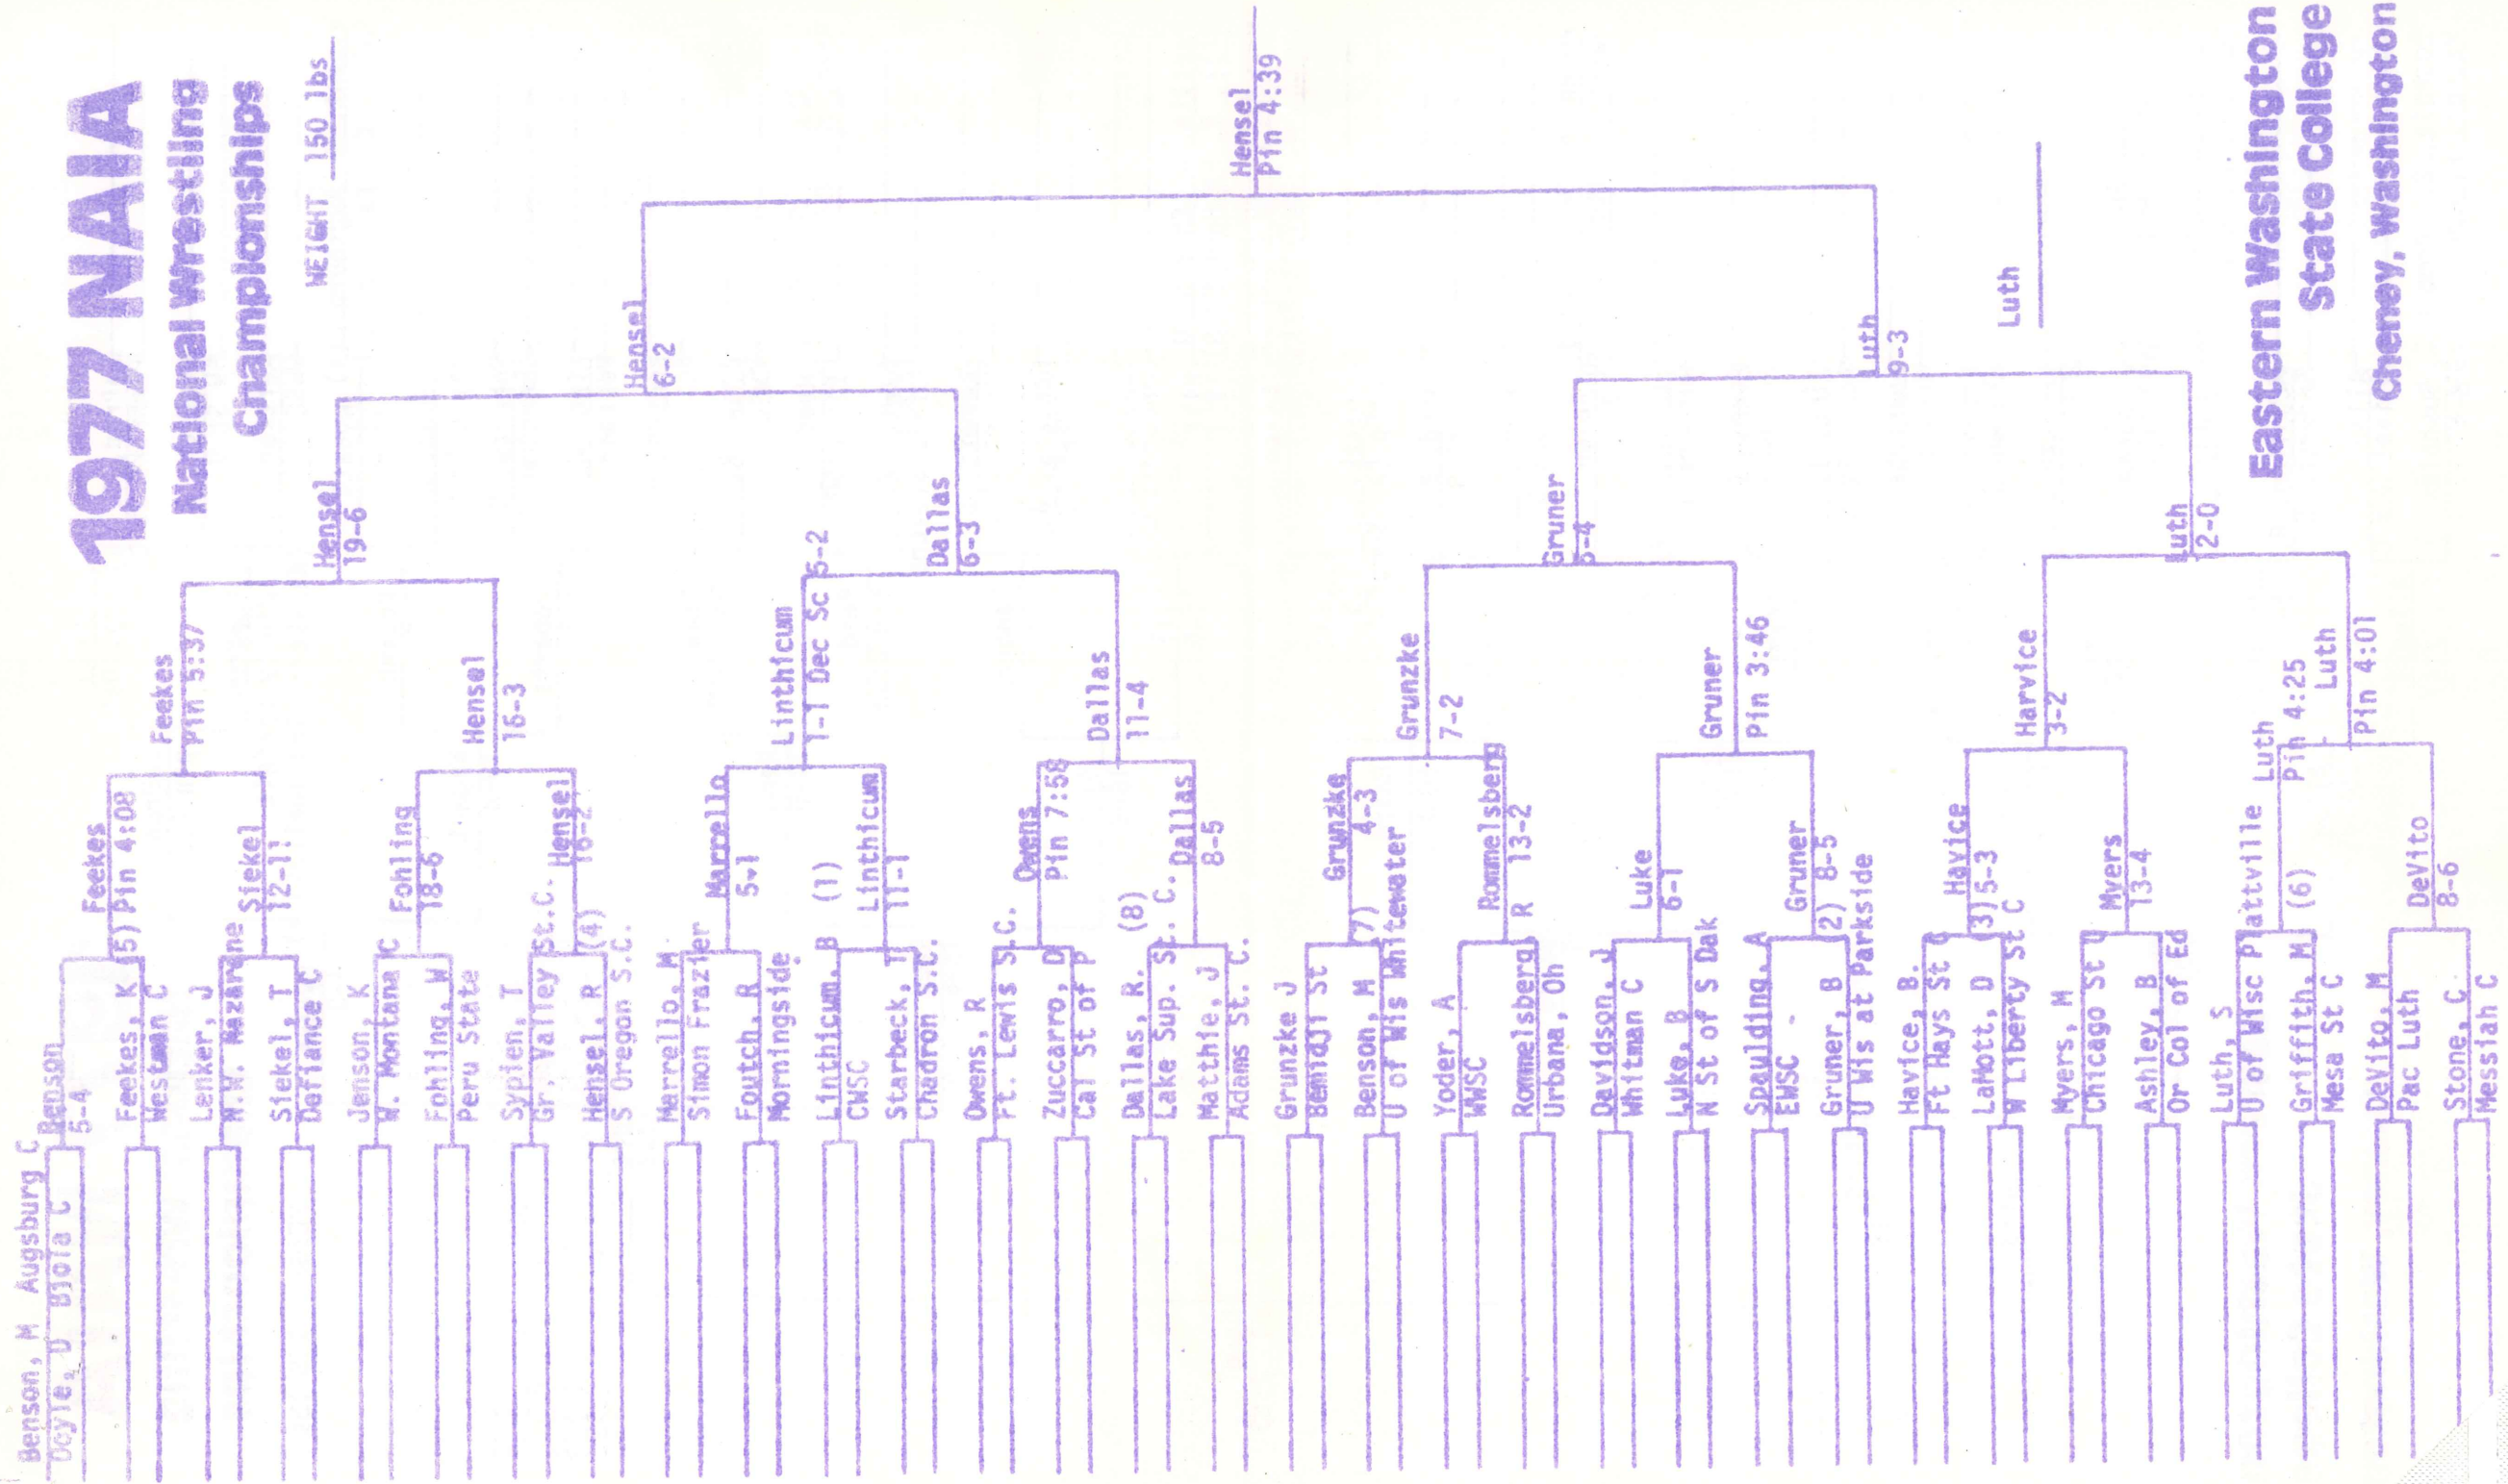 1977 NAIA
National Wrestling
Championships
WEIGHT 150 lbs
Benson, M Augsburg C
Doyle, D Biola C
Benson
5-4
Feekes, K
Westman C
Feekes
(5) Pin 4:08
Lenker, J
N.W. Nazarene
Siekel, T
Defiance C
Siekel
12-11
Feekes
Pin 5:37
Jenson, K
W. Montana C
Fohling, W
Peru State
Fohling
18-6
Sypien, T
Gr. Valley St.C.
Hensel, R (4)
S Oregon S.C.
Hensel
16-2
Hensel
16-3
Hensel
19-6
Marrello, M
Simon Frazier
Foutch, R
Morningside
Marrello
5-1
Linthicum, B (1)
CWSC
Starbeck, T
Chadron S.C.
Linthicum
11-1
Linthicum
1-1 Dec Sc 5-2
Owens, R
Ft. Lewis S.C.
Zuccarro, D
Cal St of P
Owens
Pin 7:58
Dallas, R. (8)
Lake Sup. St. C.
Matthie, J
Adams St. C.
Dallas
8-5
Dallas
11-4
Dallas
6-3
Hensel
6-2
Hensel
Pin 4:39
Grunzke J
Bemidji St
Benson, M (7)
U of Wis Whitewater
Grunzke
4-3
Yoder, A
WWSC
Rommelsberg R
Urbana, Oh
Rommelsberg
13-2
Grunzke
7-2
Davidson, J
Whitman C
Luke, B
N St of S Dak
Luke
6-1
Spaulding, A
EWSC -
Gruner, B (2)
U Wis at Parkside
Gruner
8-5
Gruner
Pin 3:46
Gruner
-4
Havice, B.
Ft Hays St C
LaMott, D (3)
W Liberty St C
Havice
5-3
Myers, M
Chicago St U
Ashley, B
Or Col of Ed
Myers
13-4
Harvice
3-2
Luth, S
U of Wisc Plattville
Griffith, M (6)
Mesa St C
Luth
Pin 4:25
DeVito, M
Pac Luth
Stone, C.
Messiah C
DeVito
8-6
Luth
Pin 4:01
Luth
12-0
Luth
9-3
Luth
Eastern Washington
State College
Cheney, Washington